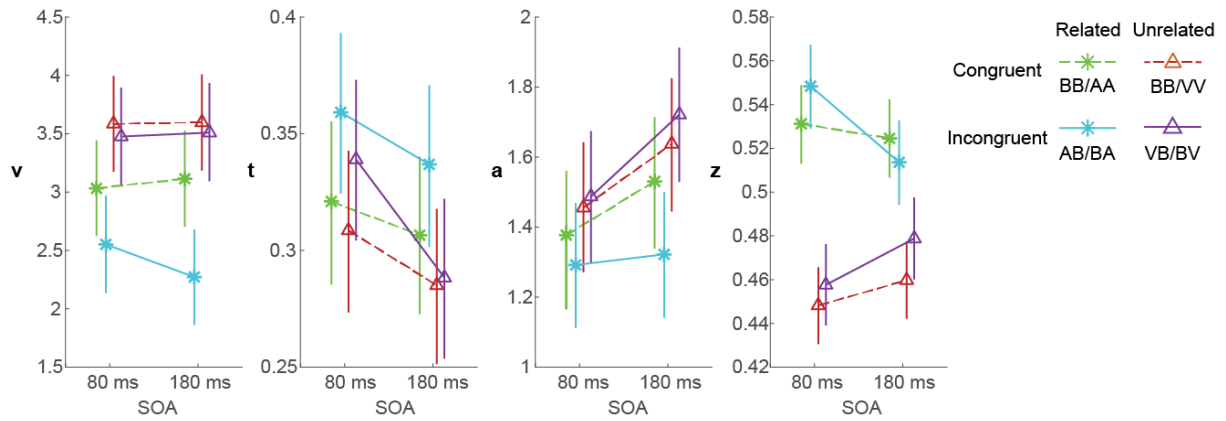 v
4.5
4
3.5
3
2.5
2
1.5
80 ms
180 ms
SOA
t
0.4
0.35
0.3
0.25
80 ms
180 ms
SOA
a
2
1.8
1.6
1.4
1.2
1
80 ms
180 ms
SOA
z
0.58
0.56
0.54
0.52
0.5
0.48
0.46
0.44
0.42
80 ms
180 ms
SOA
Related Unrelated
Congruent
BB/AA BB/VV
Incongruent
AB/BA VB/BV